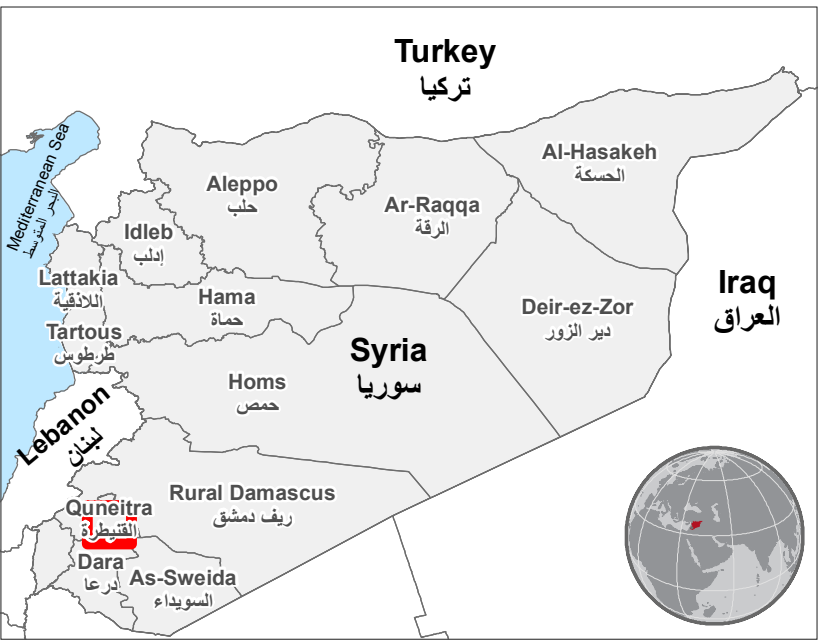 Turkey
تركيا
Mediterranean Sea
البحر المتوسط
Al-Hasakeh
الحسكة
Aleppo
حلب
Ar-Raqqa
الرقة
Idleb
إدلب
Lattakia
اللاذقية
Hama
حماة
Iraq
العراق
Deir-ez-Zor
دير الزور
Tartous
طرطوس
Syria
سوريا
Homs
حمص
Lebanon
لبنان
Rural Damascus
ريف دمشق
Quneitra
القنيطرة
Dara
درعا
As-Sweida
السويداء